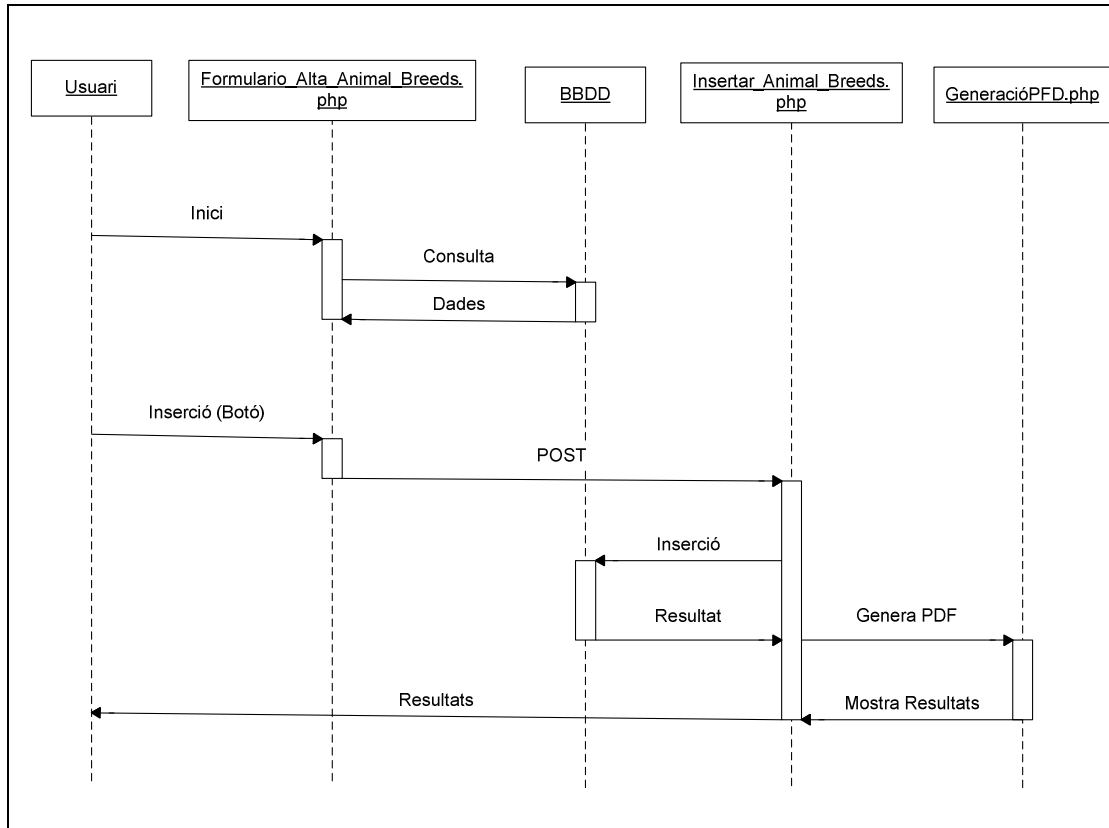 Usuari
Formulario_Alta_Animal_Breeds.
php
BBDD
Insertar_Animal_Breeds.
php
GeneracióPFD.php
Inici
Consulta
Dades
Inserció (Botó)
POST
Inserció
Resultat
Genera PDF
Resultats
Mostra Resultats